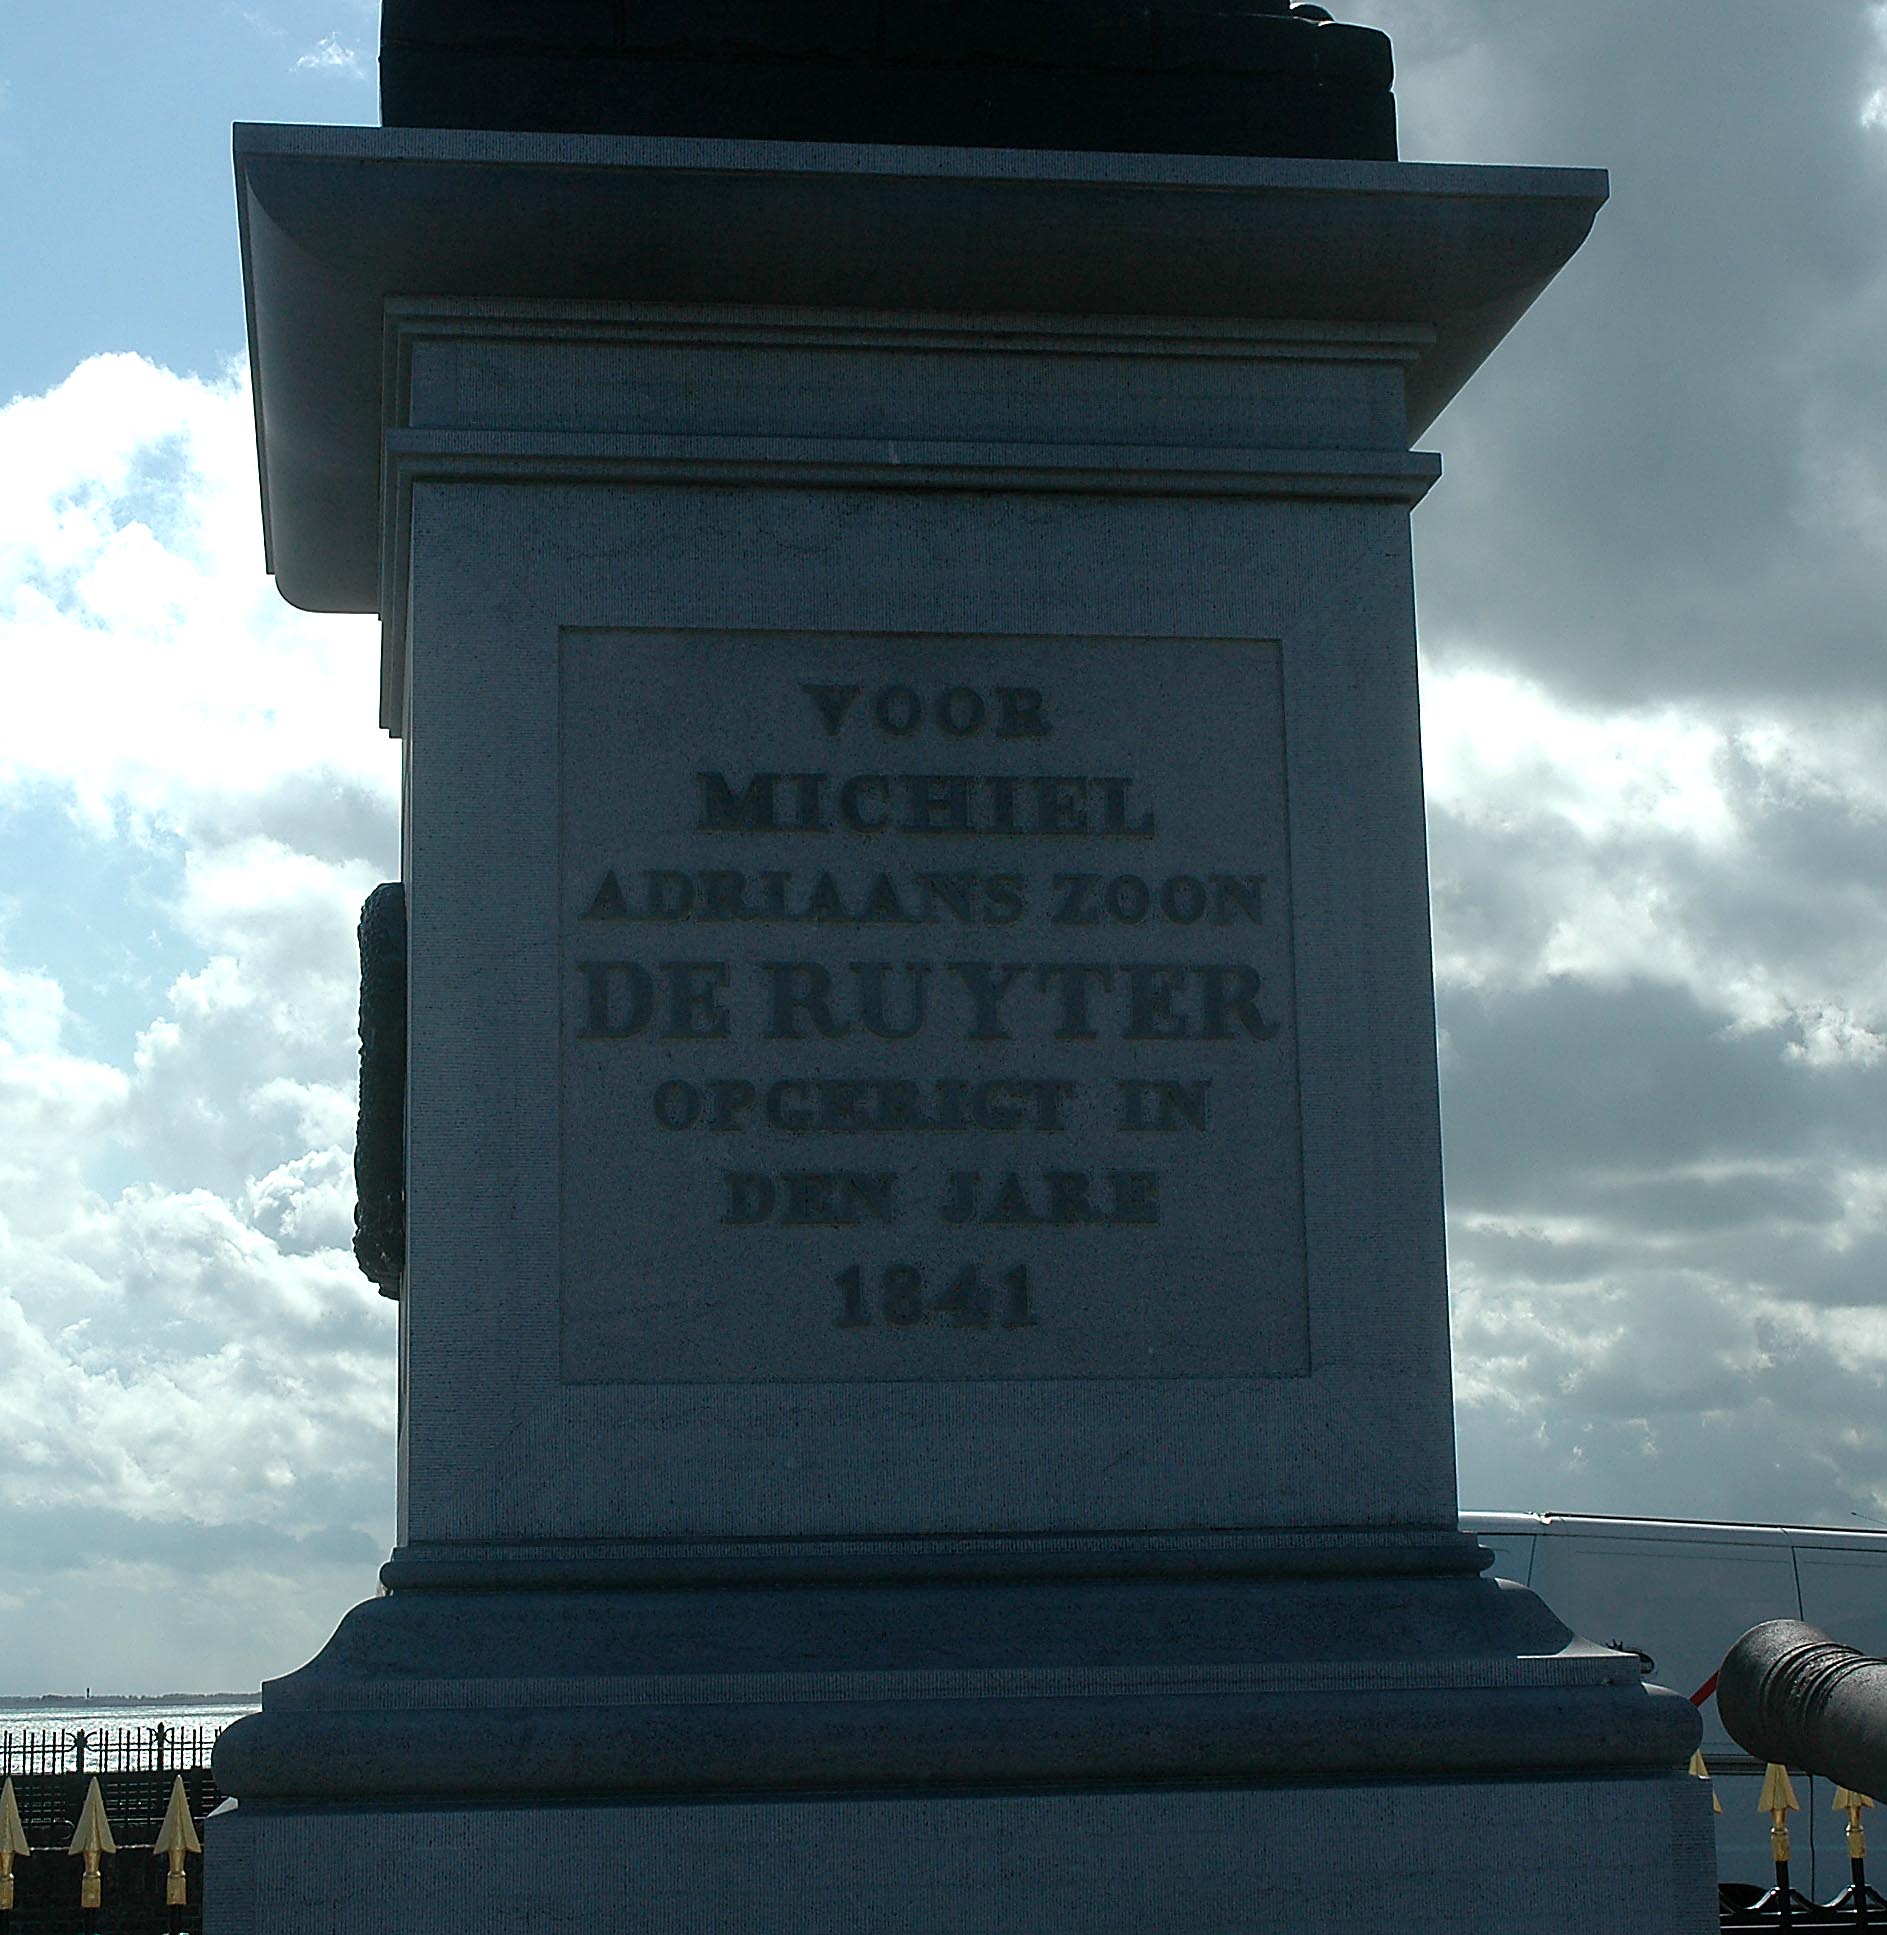 VOOR
MICHIEL
ADRIAANS ZOON
DE RUYTER
OPGERIGT IN
DEN JARE
1841